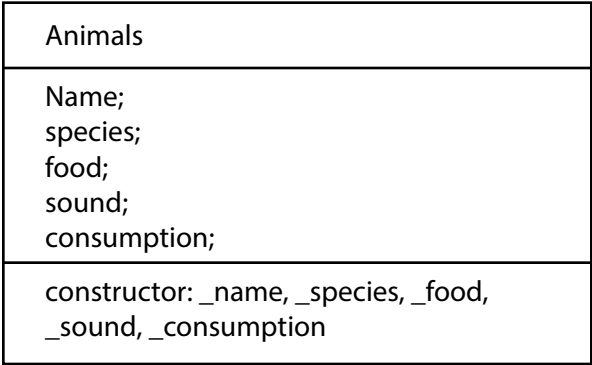 Animals
Name;
species;
food;
sound;
consumption;
constructor: _name, _species, _food,
_sound, _consumption